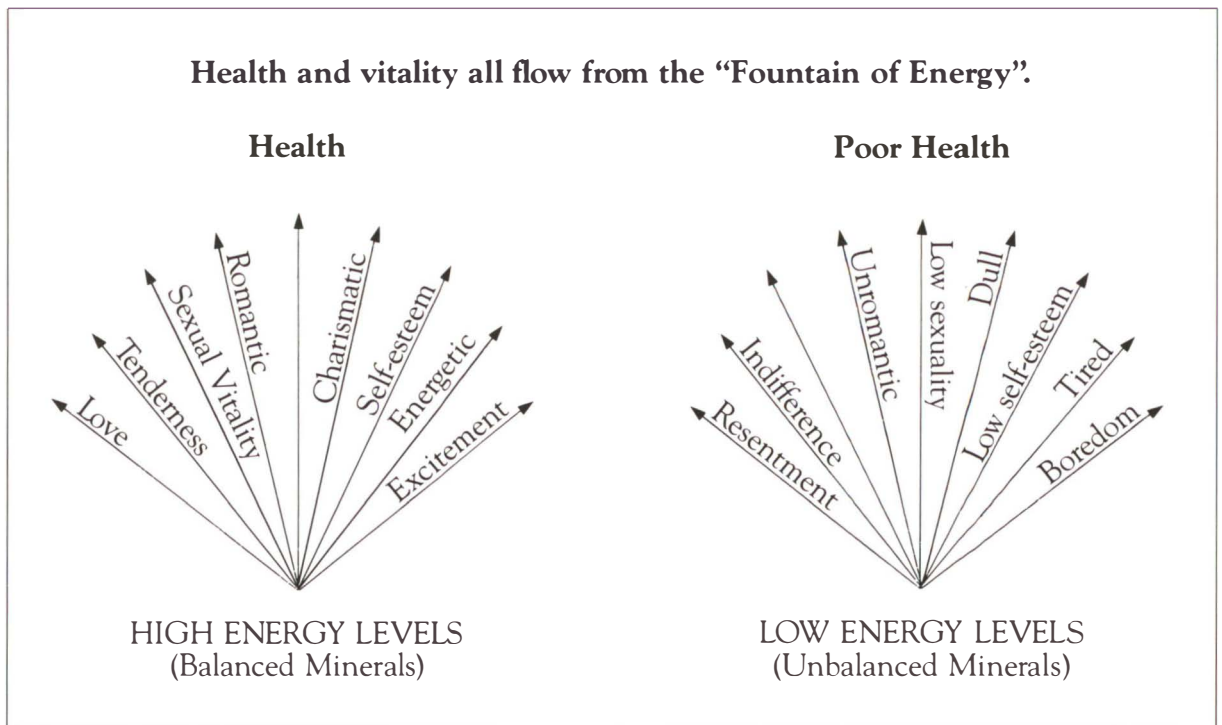 Health and vitality all flow from the “Fountain of Energy”.
Health
Love
Tenderness
Sexual Vitality
Romantic
Charismatic
Self-esteem
Energetic
Excitement
HIGH ENERGY LEVELS
(Balanced Minerals)
Poor Health
Resentment
Indifference
Unromantic
Low sexuality
Dull
Low self-esteem
Tired
Boredom
LOW ENERGY LEVELS
(Unbalanced Minerals)